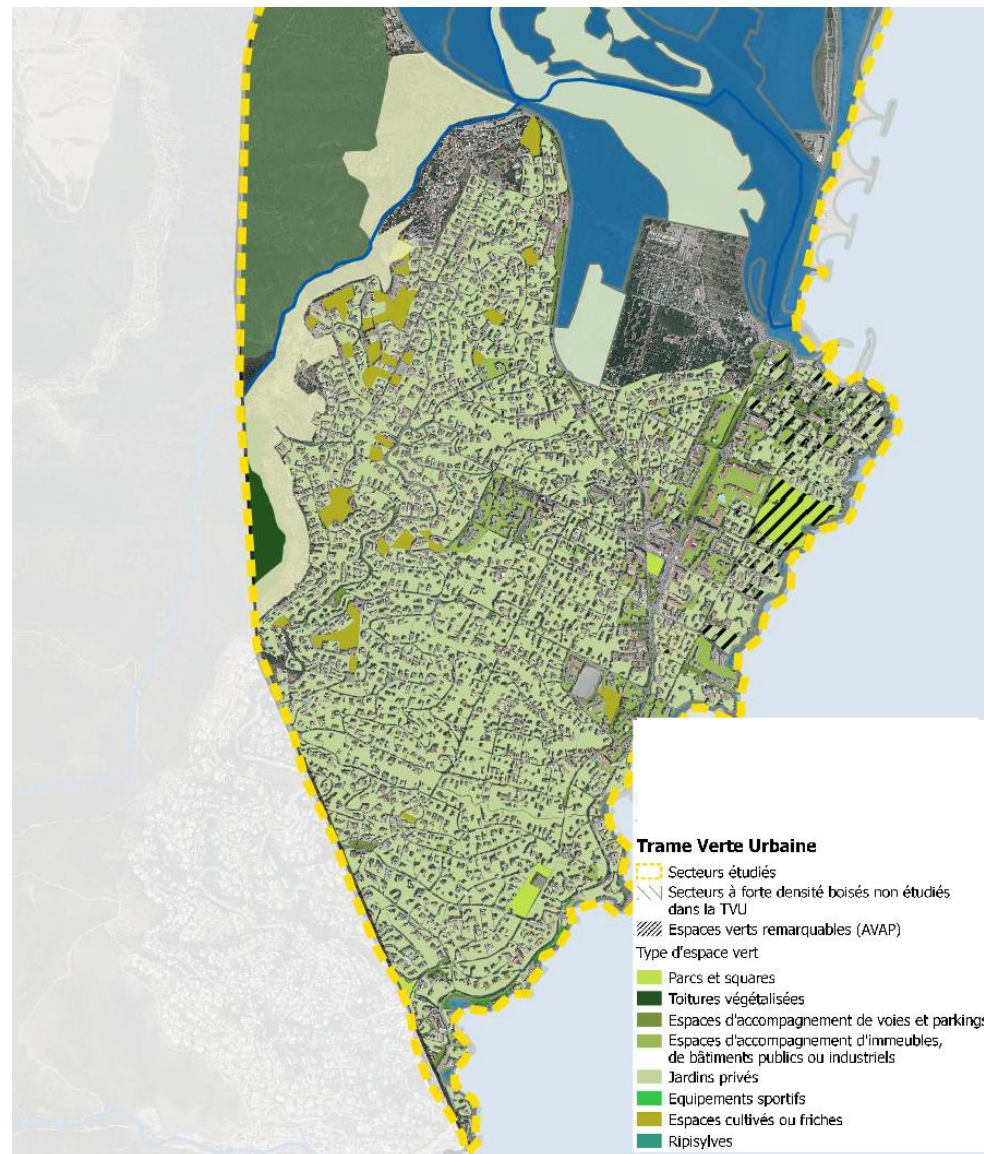 Trame Verte Urbaine
Secteurs étudiés
Secteurs à forte densité boisés non étudiés
dans la TVU
Espaces verts remarquables (AVAP)
Type d'espace vert
Parcs et squares
Toitures végétalisées
Espaces d'accompagnement de voies et parkings
Espaces d'accompagnement d'immeubles,
de bâtiments publics ou industriels
Jardins privés
Equipements sportifs
Espaces cultivés ou friches
Ripisylves